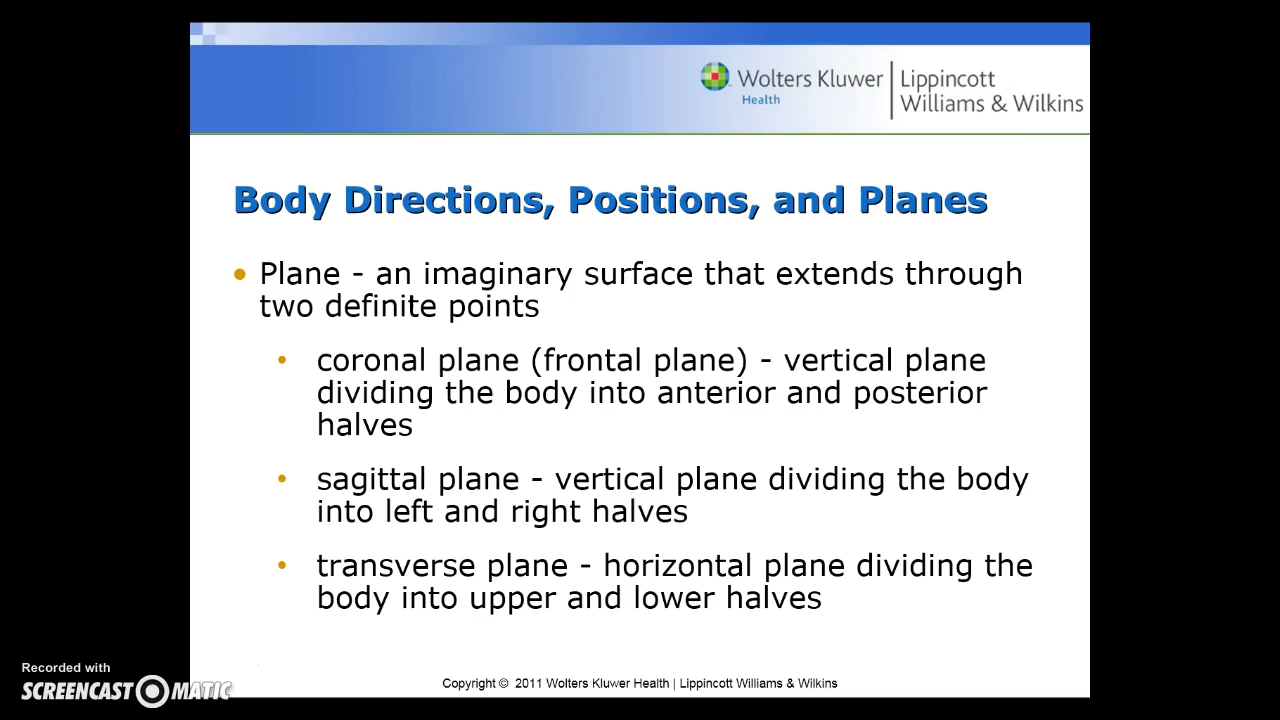 Wolters Kluwer
Health
Lippincott
Williams & Wilkins
Body Directions, Positions, and Planes
• Plane - an imaginary surface that extends through
two definite points
• coronal plane (frontal plane) - vertical plane
dividing the body into anterior and posterior
halves
• sagittal plane - vertical plane dividing the body
into left and right halves
• transverse plane - horizontal plane dividing the
body into upper and lower halves
Recorded with
SCREENCAST-O-MATIC
Copyright © 2011 Wolters Kluwer Health | Lippincott Williams & Wilkins